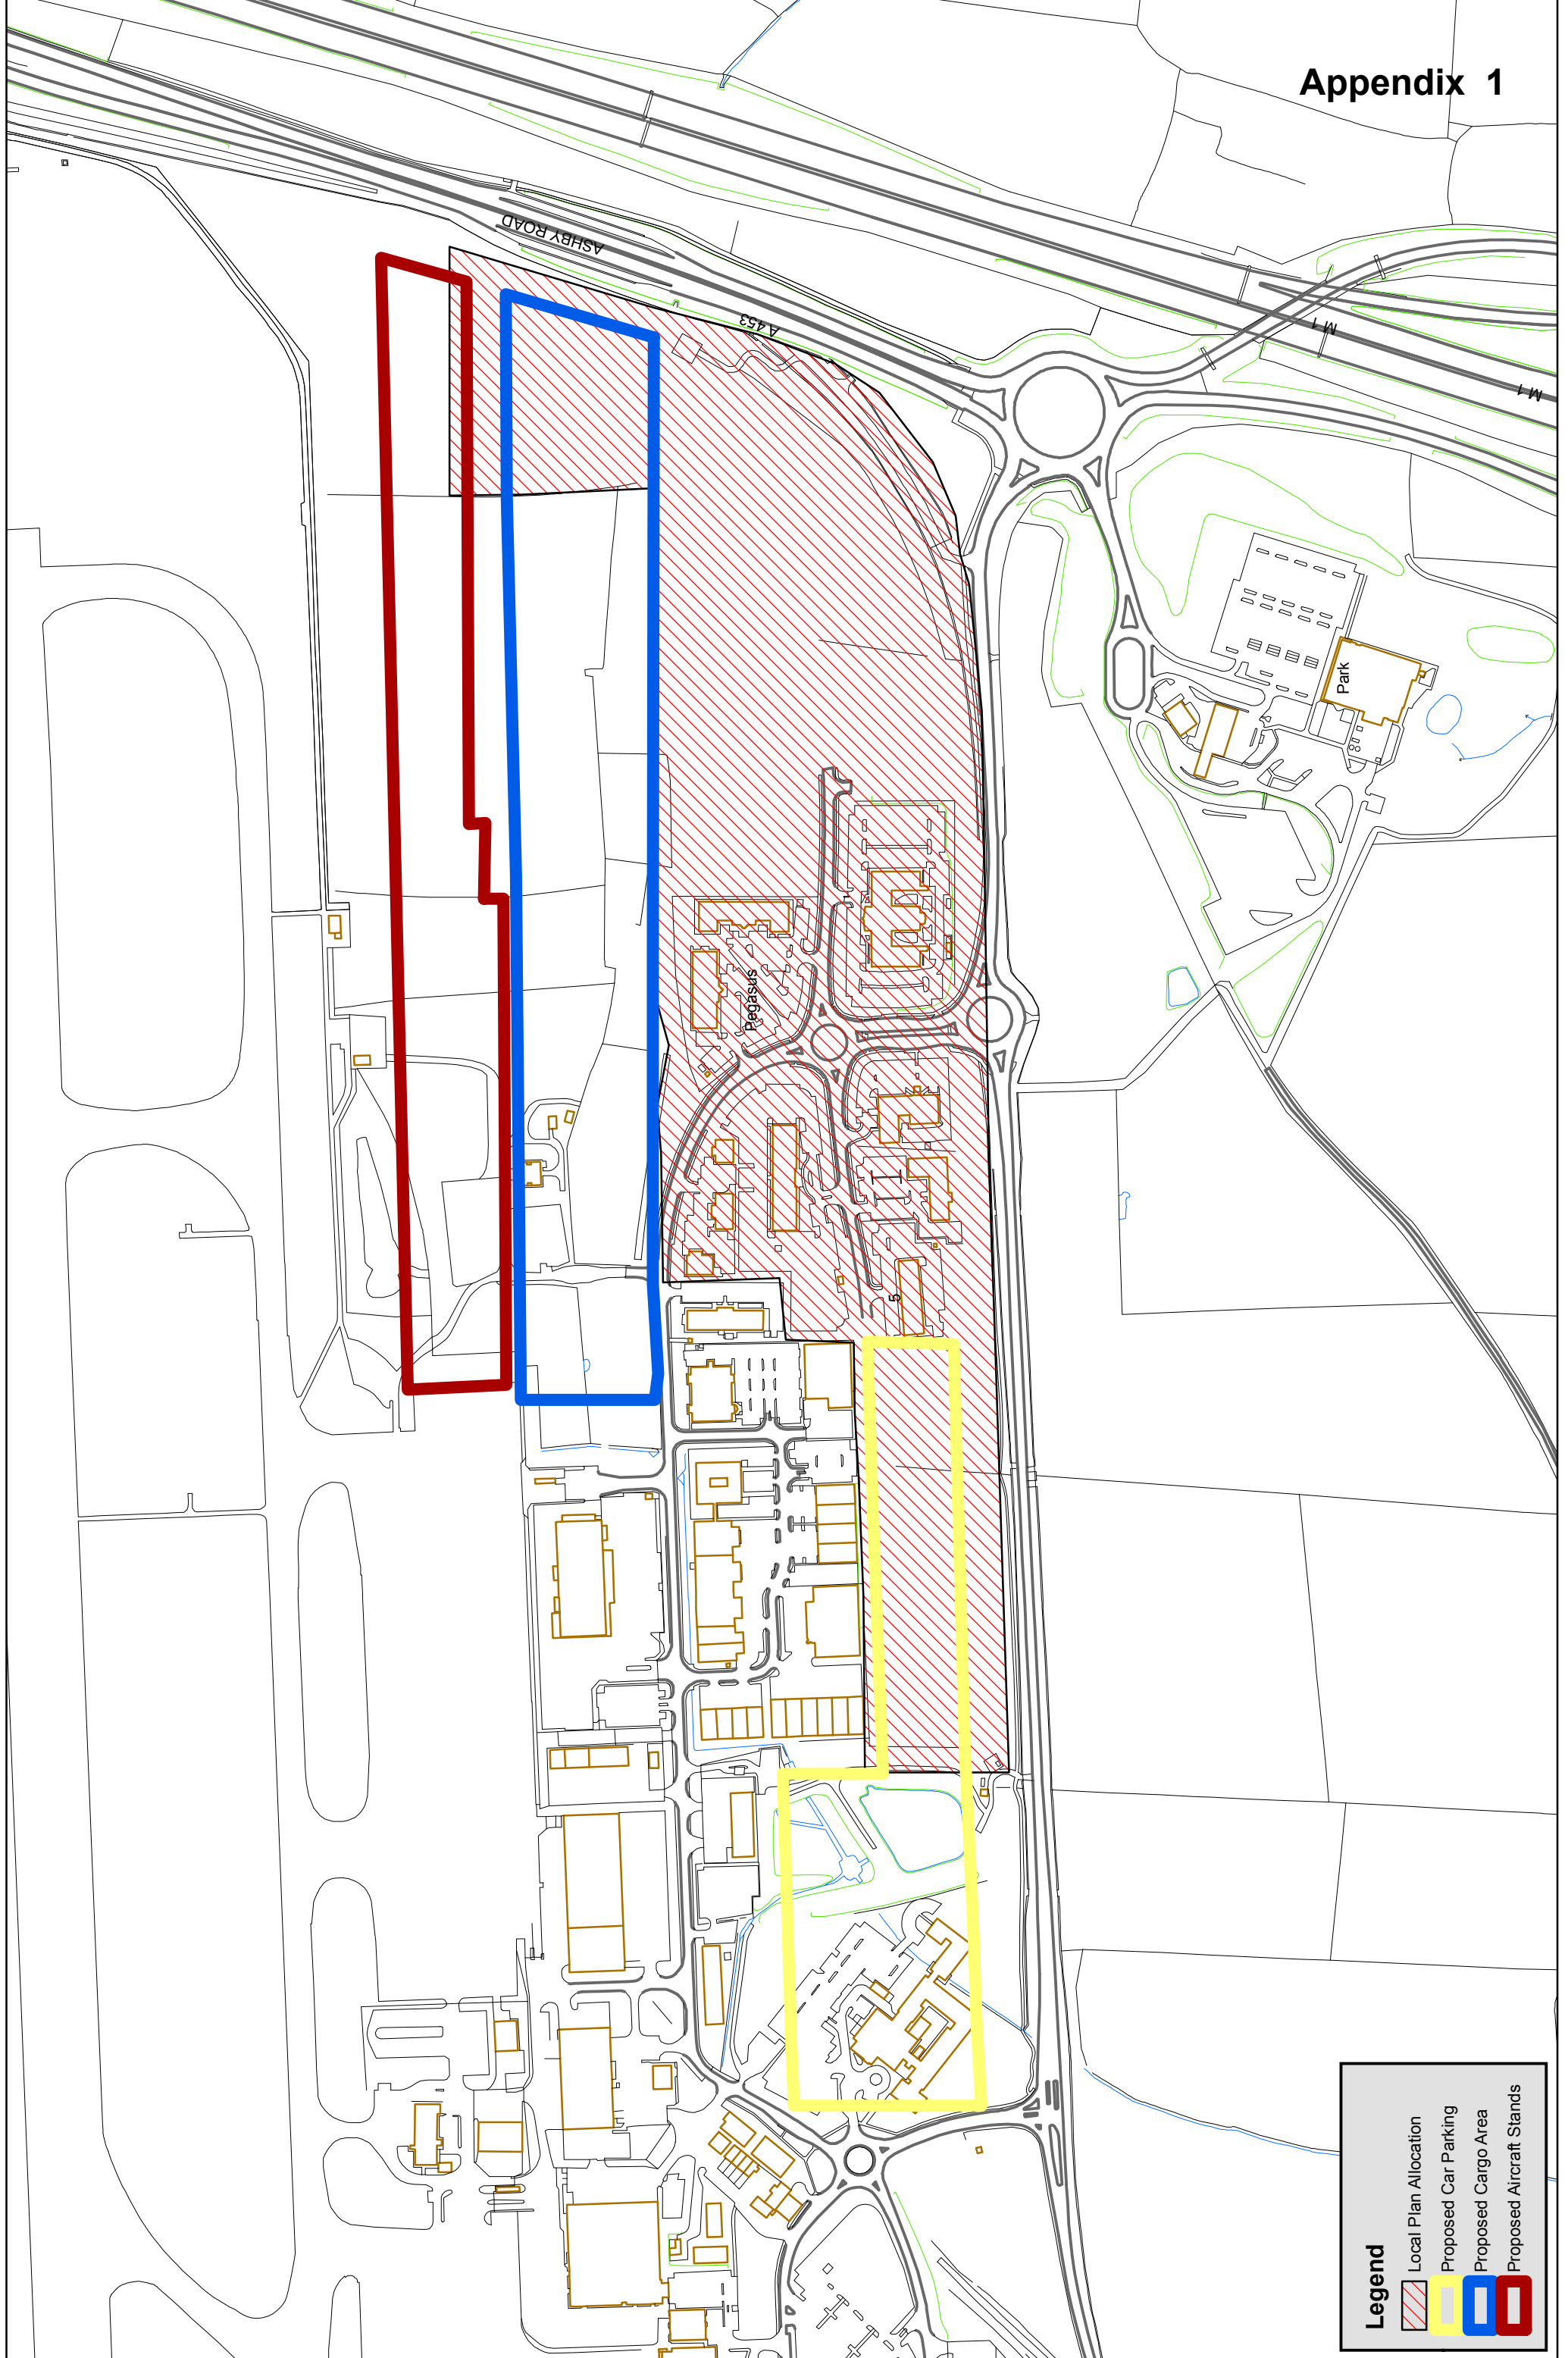 Appendix 1
ASHBY ROAD
A 453
M 1
M 1
Park
Pegasus
1
5
Legend
Local Plan Allocation
Proposed Car Parking
Proposed Cargo Area
Proposed Aircraft Stands